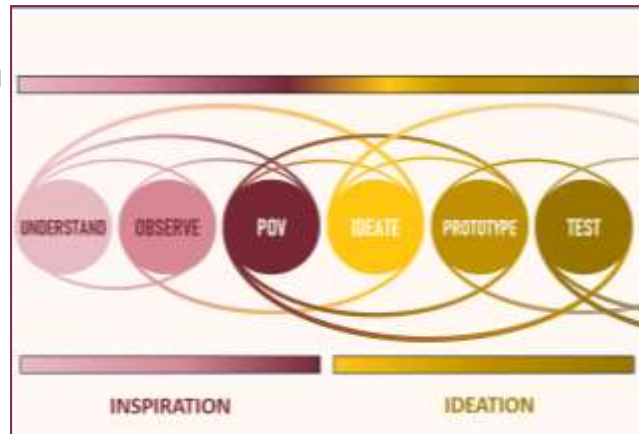 UNDERSTAND OBSERVE POV IDEATE PROTOTYPE TEST
INSPIRATION IDEATION